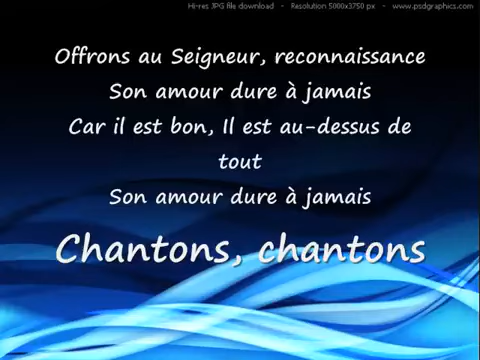 Hi-res JPG file download - Resolution 5000x3750 px - www.psdgraphics.com
Offrons au Seigneur, reconnaissance
Son amour dure à jamais
Car il est bon, Il est au-dessus de
tout
Son amour dure à jamais
Chantons, chantons